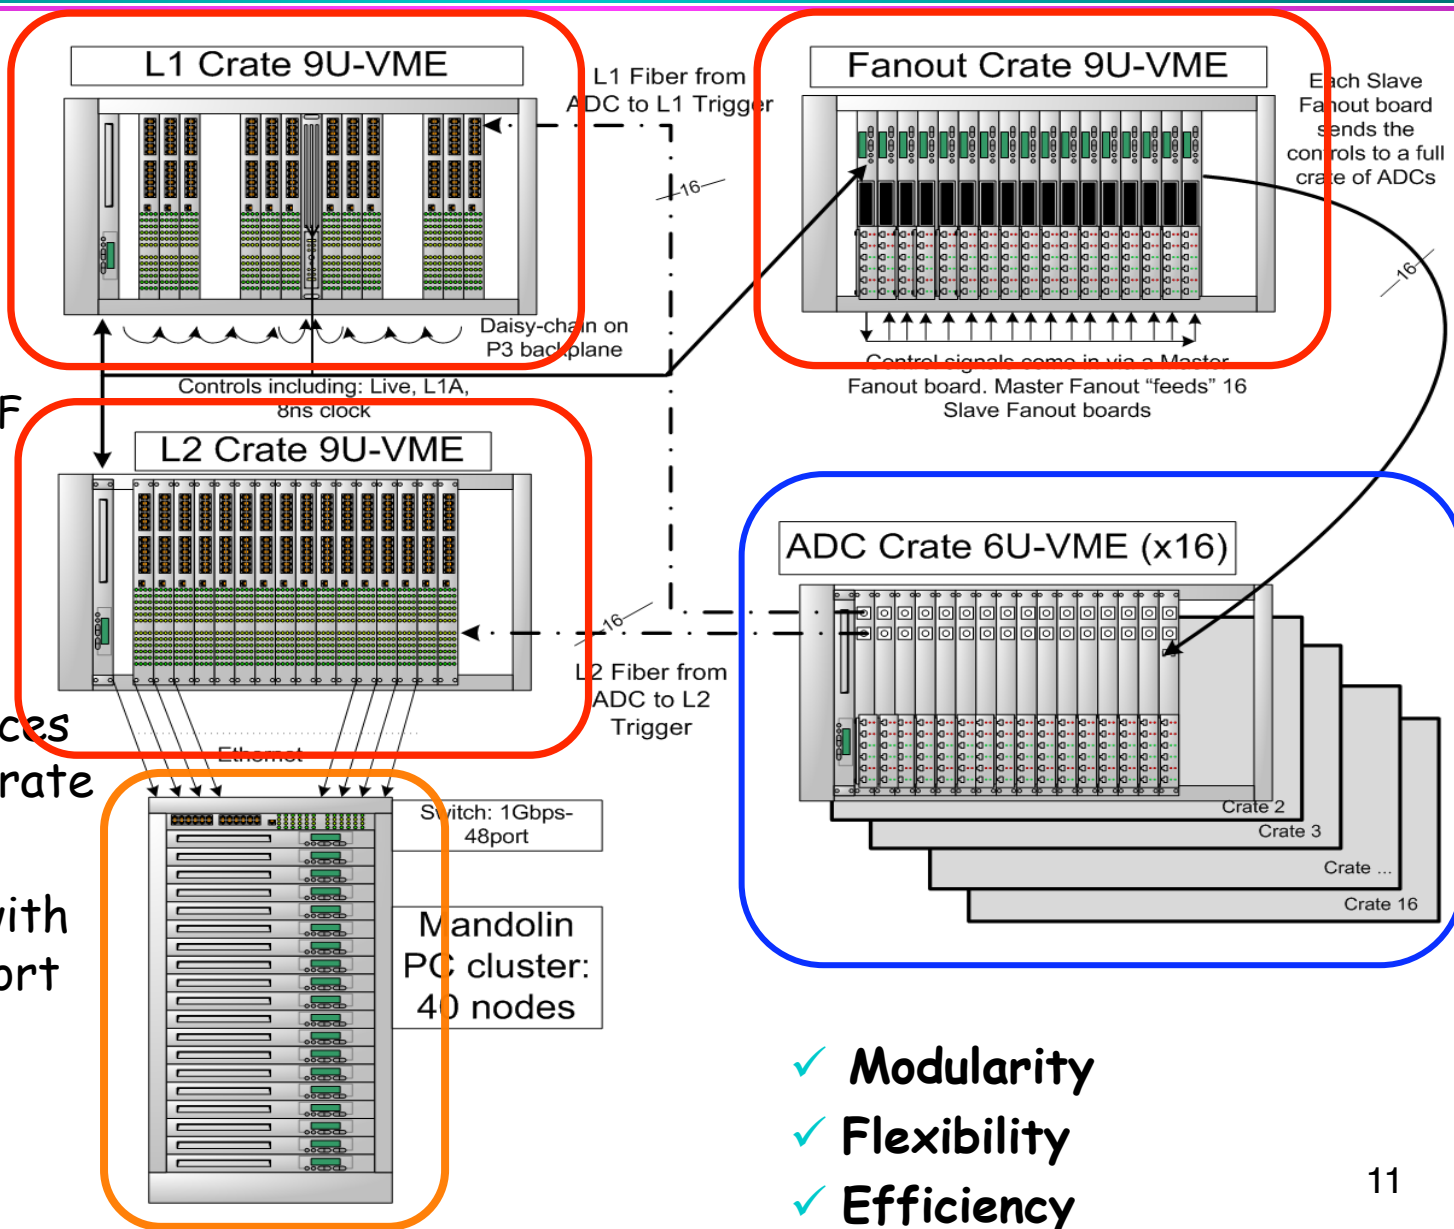 L1 Crate 9U-VME
L1 Fiber from
ADC to L1 Trigger
Fanout Crate 9U-VME
Each Slave
Fanout board
sends the
controls to a full
crate of ADCs
16
16
Daisy-chain on
P3 backplane
Controls including: Live, L1A,
8ns clock
Control signals come in via a Master
Fanout board. Master Fanout “feeds” 16
Slave Fanout boards
F
L2 Crate 9U-VME
ADC Crate 6U-VME (x16)
16
L2 Fiber from
ADC to L2
Trigger
ces
rate
with
ort
Ethernet
Switch: 1Gbps-
48port
Mandolin
PC cluster:
40 nodes
Crate 2
Crate 3
Crate ...
Crate 16
✓ Modularity
✓ Flexibility
✓ Efficiency
11